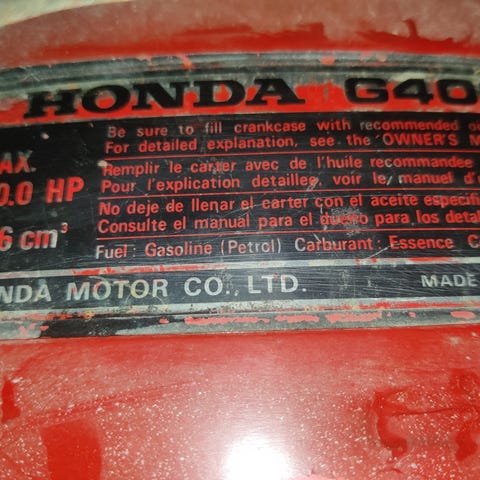 HONDA G40
Be sure to fill crankcase with recommended oi
For detailed explanation, see the "OWNER'S M
AX.
0.0 HP
Remplir le carter avec de l'huile recommandee
Pour l'explication detaillee, voir le manuel d'
6 cm³
No deje de llenar el carter con el aceite especifi
Consulte el manual para el dueño para los detal
Fuel: Gasoline (Petrol) Carburant: Essence Co
NDA MOTOR CO., LTD. MADE